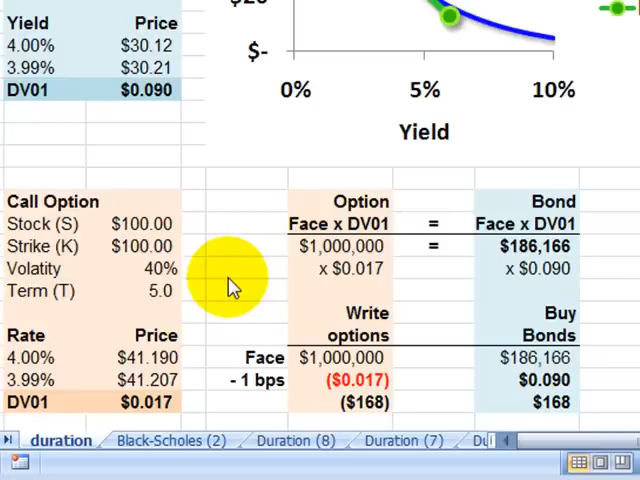 $20
$-
0% 5% 10%
Yield
Yield Price
4.00% $30.12
3.99% $30.21
DV01 $0.090
Call Option
Stock (S) $100.00
Strike (K) $100.00
Volatity 40%
Term (T) 5.0
Rate Price
4.00% $41.190
3.99% $41.207
DV01 $0.017
Option Bond
Face x DV01 = Face x DV01
$1,000,000 = $186,166
x $0.017 x $0.090
Write Buy
options Bonds
Face $1,000,000 $186,166
- 1 bps ($0.017) $0.090
($168) $168
duration Black-Scholes (2) Duration (8) Duration (7)